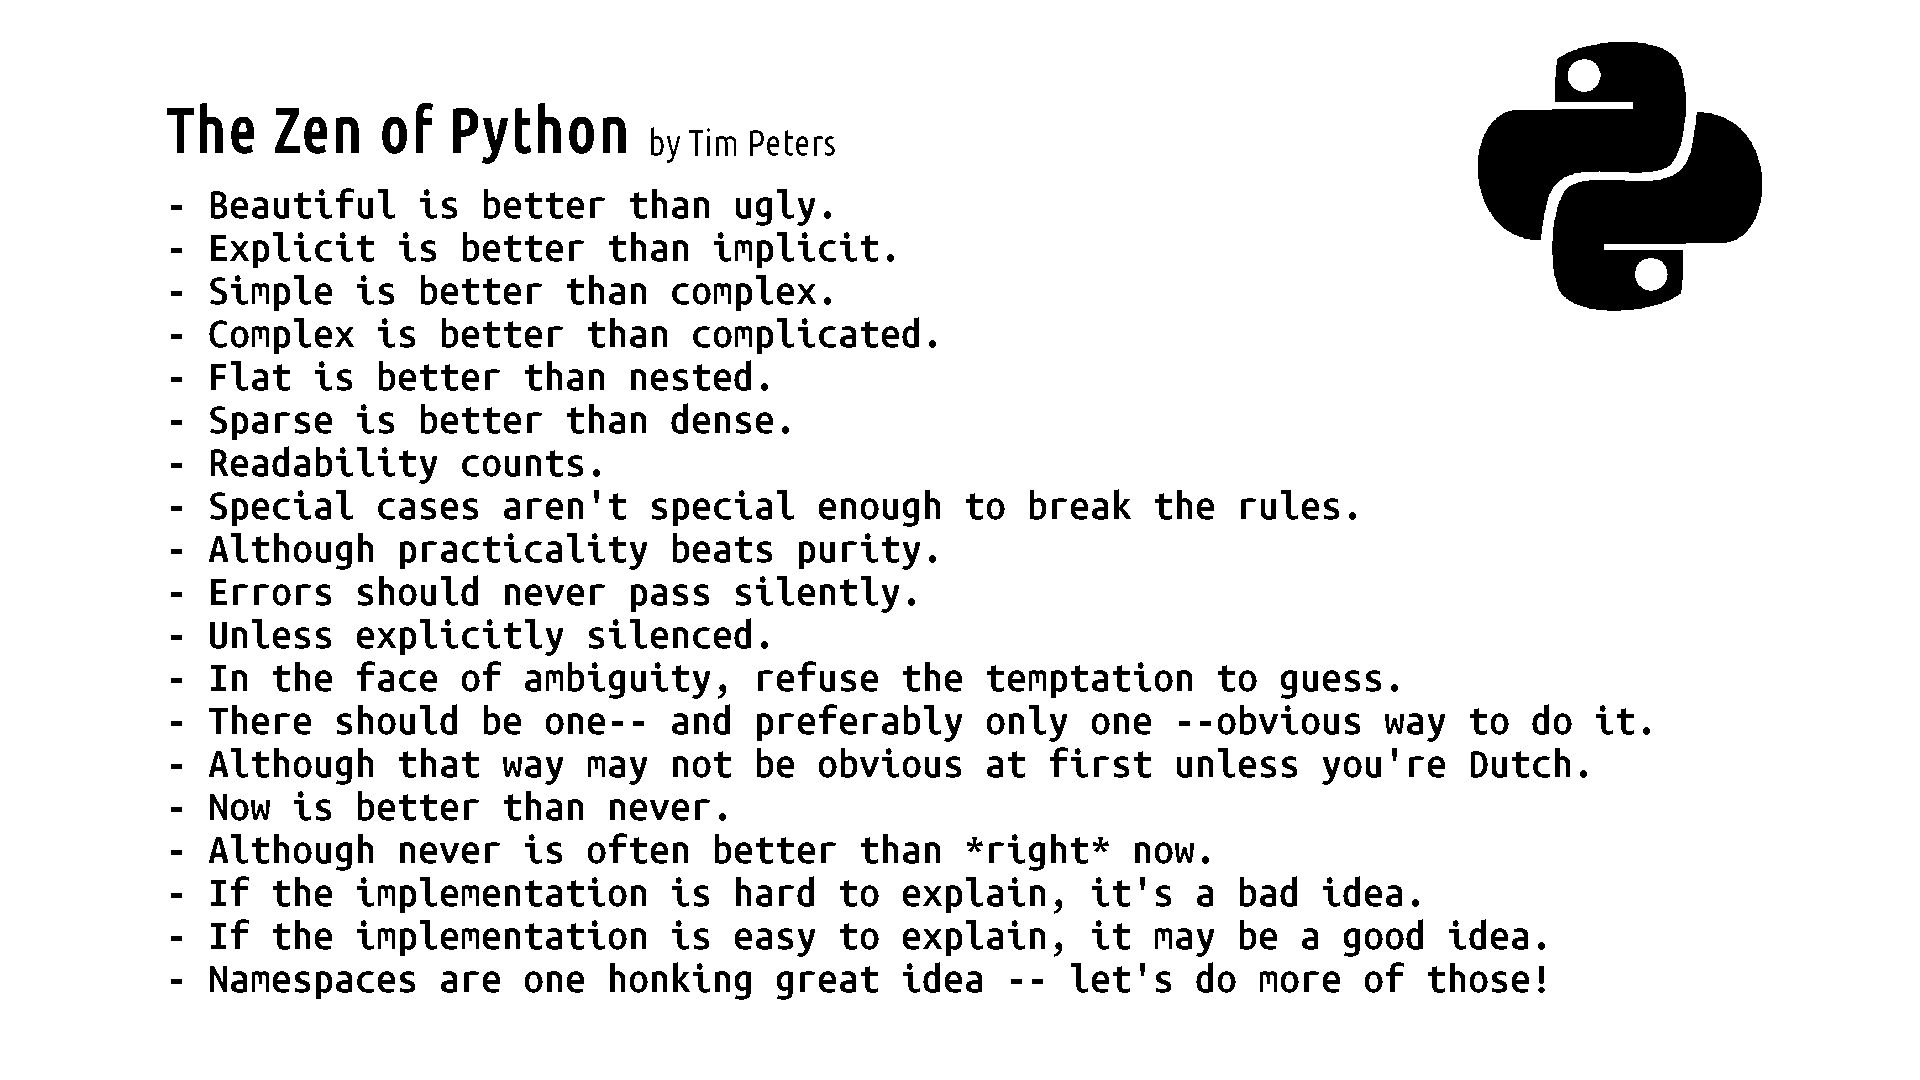 The Zen of Python by Tim Peters
- Beautiful is better than ugly.
- Explicit is better than implicit.
- Simple is better than complex.
- Complex is better than complicated.
- Flat is better than nested.
- Sparse is better than dense.
- Readability counts.
- Special cases aren't special enough to break the rules.
- Although practicality beats purity.
- Errors should never pass silently.
- Unless explicitly silenced.
- In the face of ambiguity, refuse the temptation to guess.
- There should be one-- and preferably only one --obvious way to do it.
- Although that way may not be obvious at first unless you're Dutch.
- Now is better than never.
- Although never is often better than *right* now.
- If the implementation is hard to explain, it's a bad idea.
- If the implementation is easy to explain, it may be a good idea.
- Namespaces are one honking great idea -- let's do more of those!